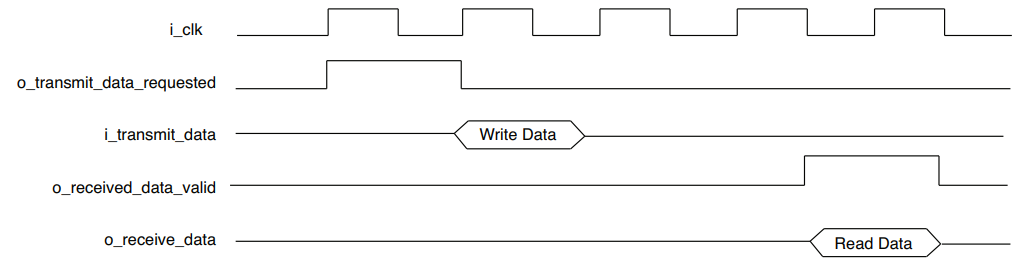 i_clk
o_transmit_data_requested
i_transmit_data
Write Data
o_received_data_valid
o_receive_data
Read Data